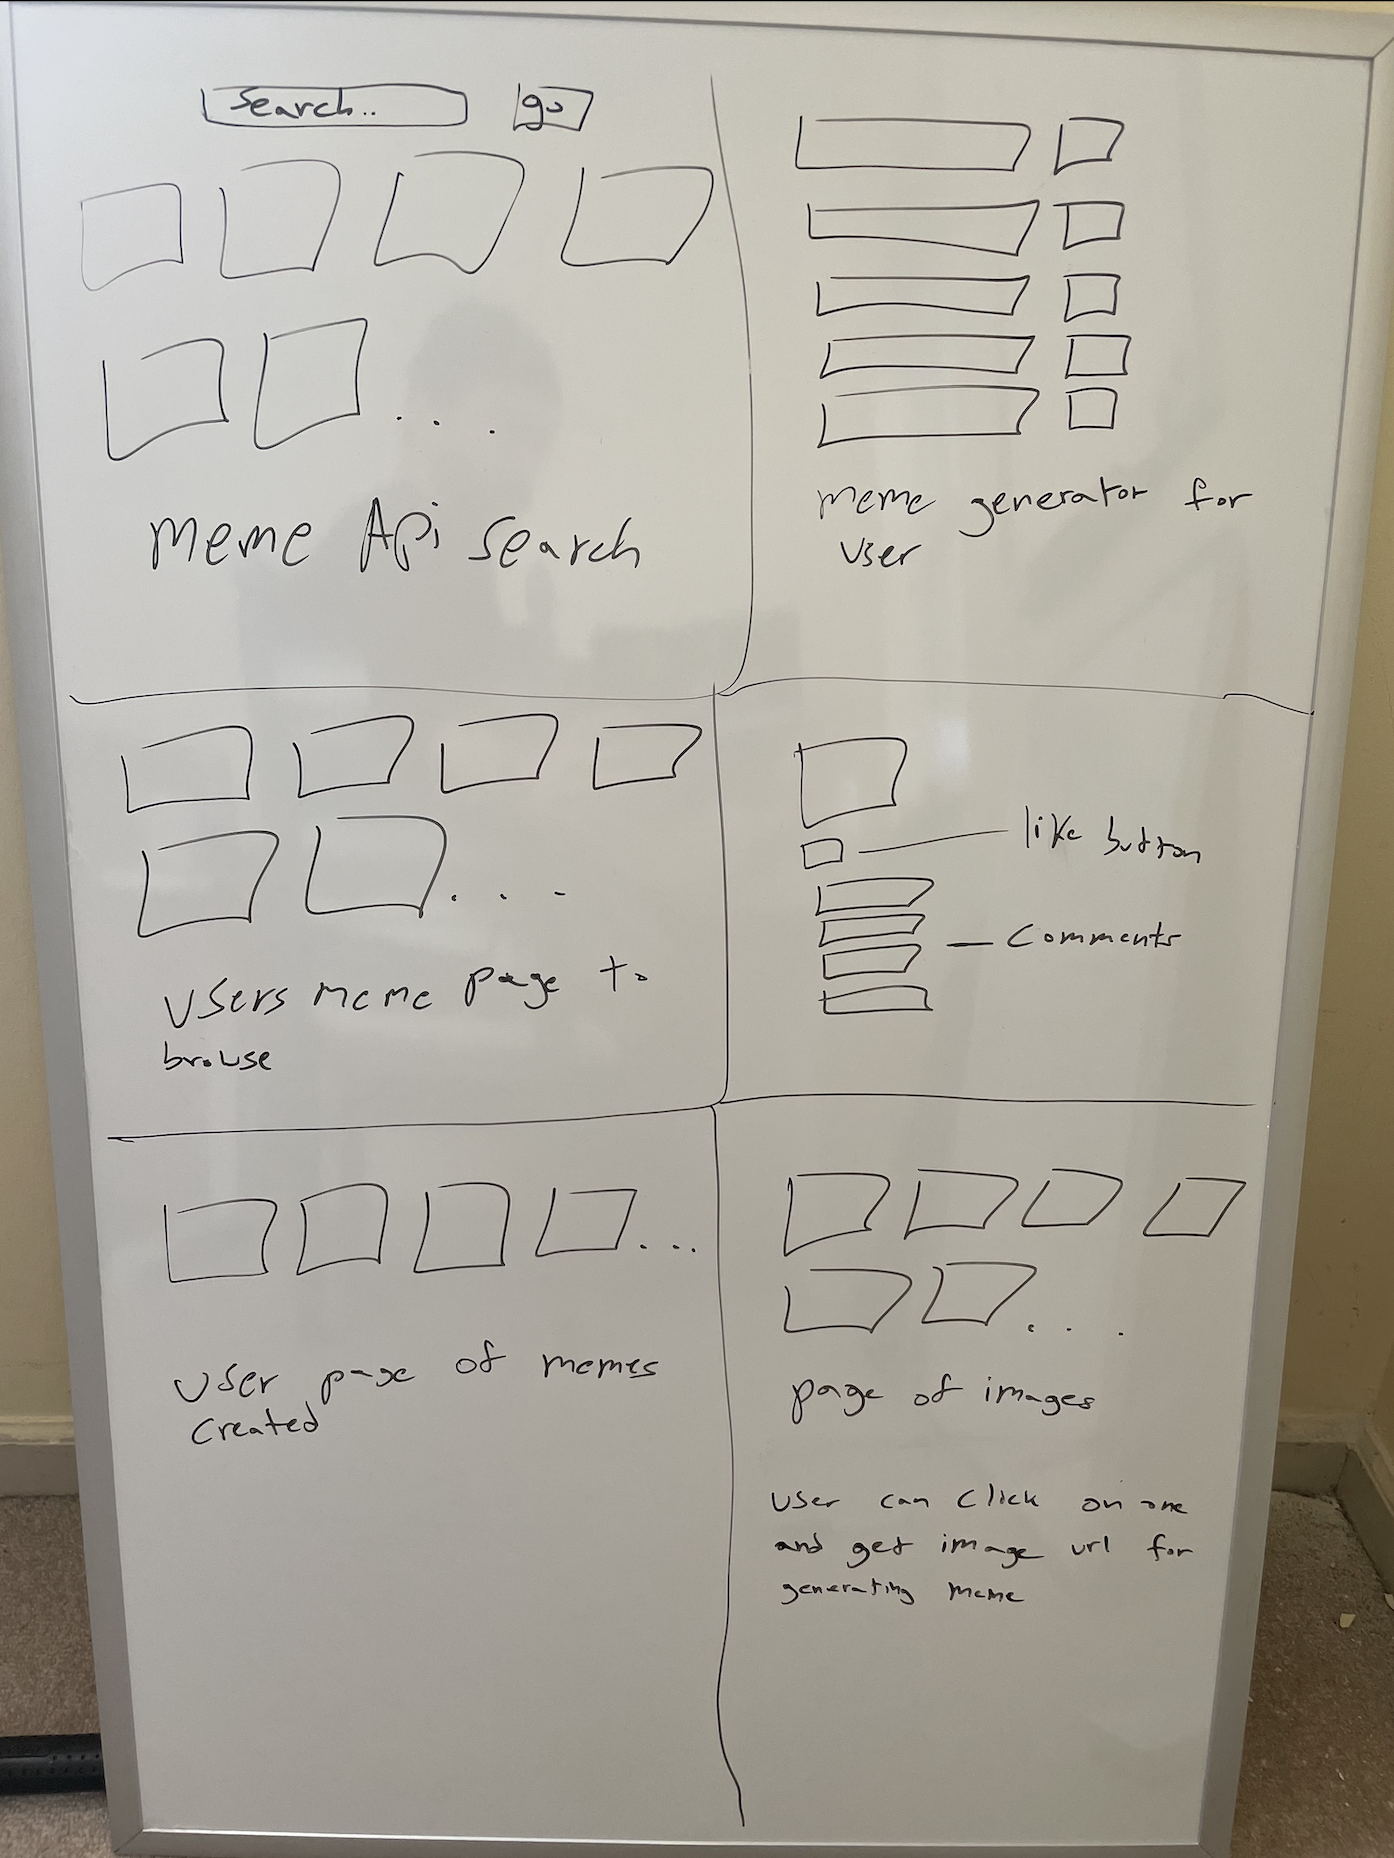 Search..
go
meme Api search
meme generator for
user
users meme page to
browse
like button
comments
user page of memes
created
page of images
user can click on one
and get image url for
generating meme